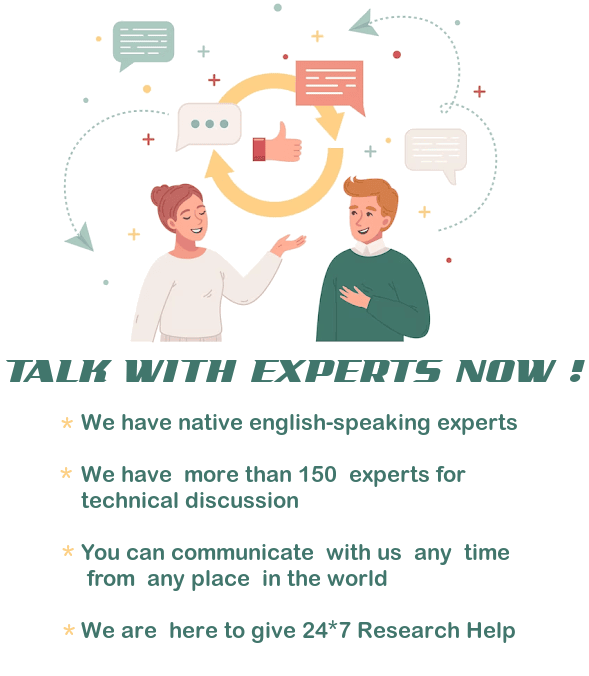 TALK WITH EXPERTS NOW !
* We have native english-speaking experts
* We have more than 150 experts for
technical discussion
* You can communicate with us any time
from any place in the world
* We are here to give 24*7 Research Help